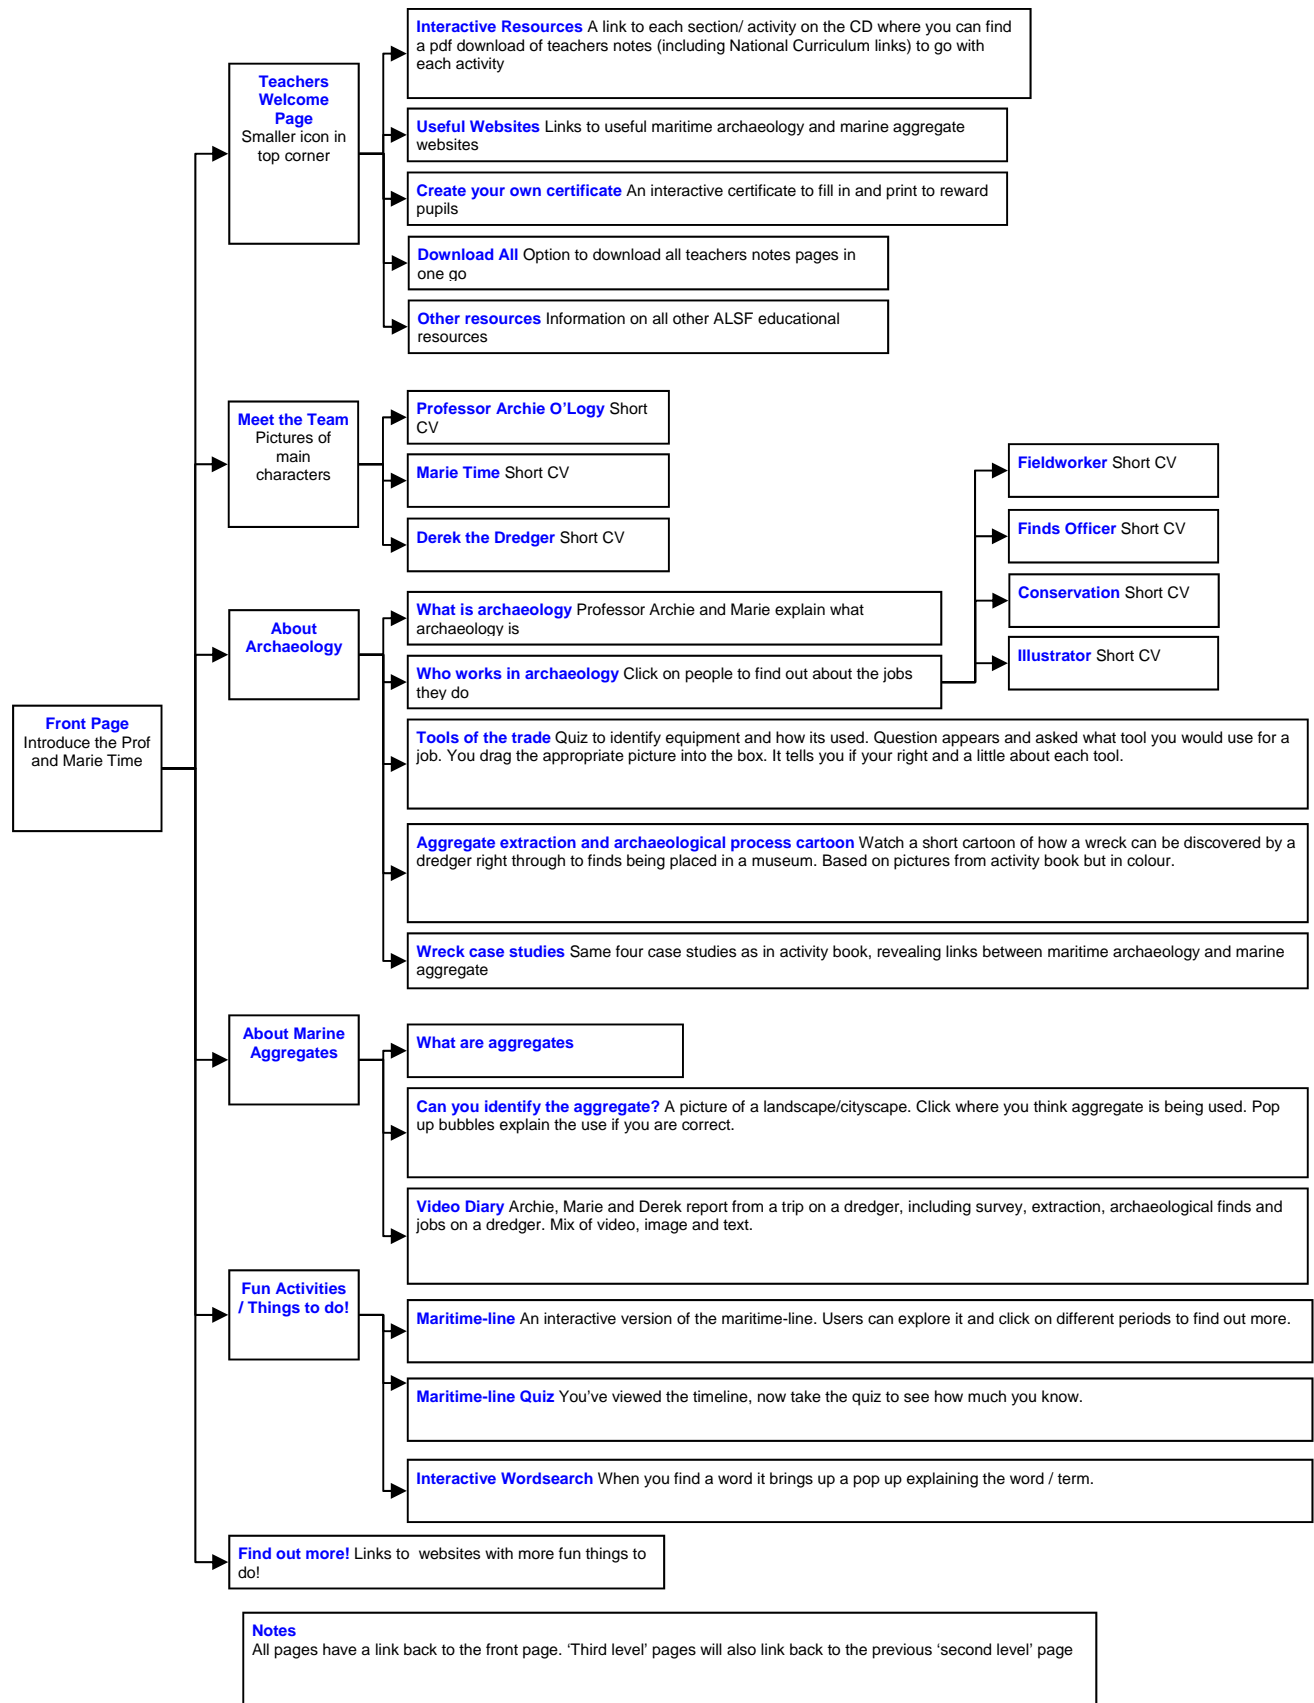 Interactive Resources A link to each section/ activity on the CD where you can find
a pdf download of teachers notes (including National Curriculum links) to go with
each activity
Teachers
Welcome
Page
Smaller icon in
top corner
Useful Websites Links to useful maritime archaeology and marine aggregate
websites
Create your own certificate An interactive certificate to fill in and print to reward
pupils
Download All Option to download all teachers notes pages in
one go
Other resources Information on all other ALSF educational
resources
Meet the Team
Pictures of
main
characters
Professor Archie O’Logy Short
CV
Marie Time Short CV
Derek the Dredger Short CV
Fieldworker Short CV
Finds Officer Short CV
Conservation Short CV
Illustrator Short CV
About
Archaeology
What is archaeology Professor Archie and Marie explain what
archaeology is
Who works in archaeology Click on people to find out about the jobs
they do
Front Page
Introduce the Prof
and Marie Time
Tools of the trade Quiz to identify equipment and how its used. Question appears and asked what tool you would use for a
job. You drag the appropriate picture into the box. It tells you if your right and a little about each tool.
Aggregate extraction and archaeological process cartoon Watch a short cartoon of how a wreck can be discovered by a
dredger right through to finds being placed in a museum. Based on pictures from activity book but in colour.
Wreck case studies Same four case studies as in activity book, revealing links between maritime archaeology and marine
aggregate
About Marine
Aggregates
What are aggregates
Can you identify the aggregate? A picture of a landscape/cityscape. Click where you think aggregate is being used. Pop
up bubbles explain the use if you are correct.
Video Diary Archie, Marie and Derek report from a trip on a dredger, including survey, extraction, archaeological finds and
jobs on a dredger. Mix of video, image and text.
Fun Activities
/ Things to do!
Maritime-line An interactive version of the maritime-line. Users can explore it and click on different periods to find out more.
Maritime-line Quiz You’ve viewed the timeline, now take the quiz to see how much you know.
Interactive Wordsearch When you find a word it brings up a pop up explaining the word / term.
Find out more! Links to websites with more fun things to
do!
Notes
All pages have a link back to the front page. ‘Third level’ pages will also link back to the previous ‘second level’ page